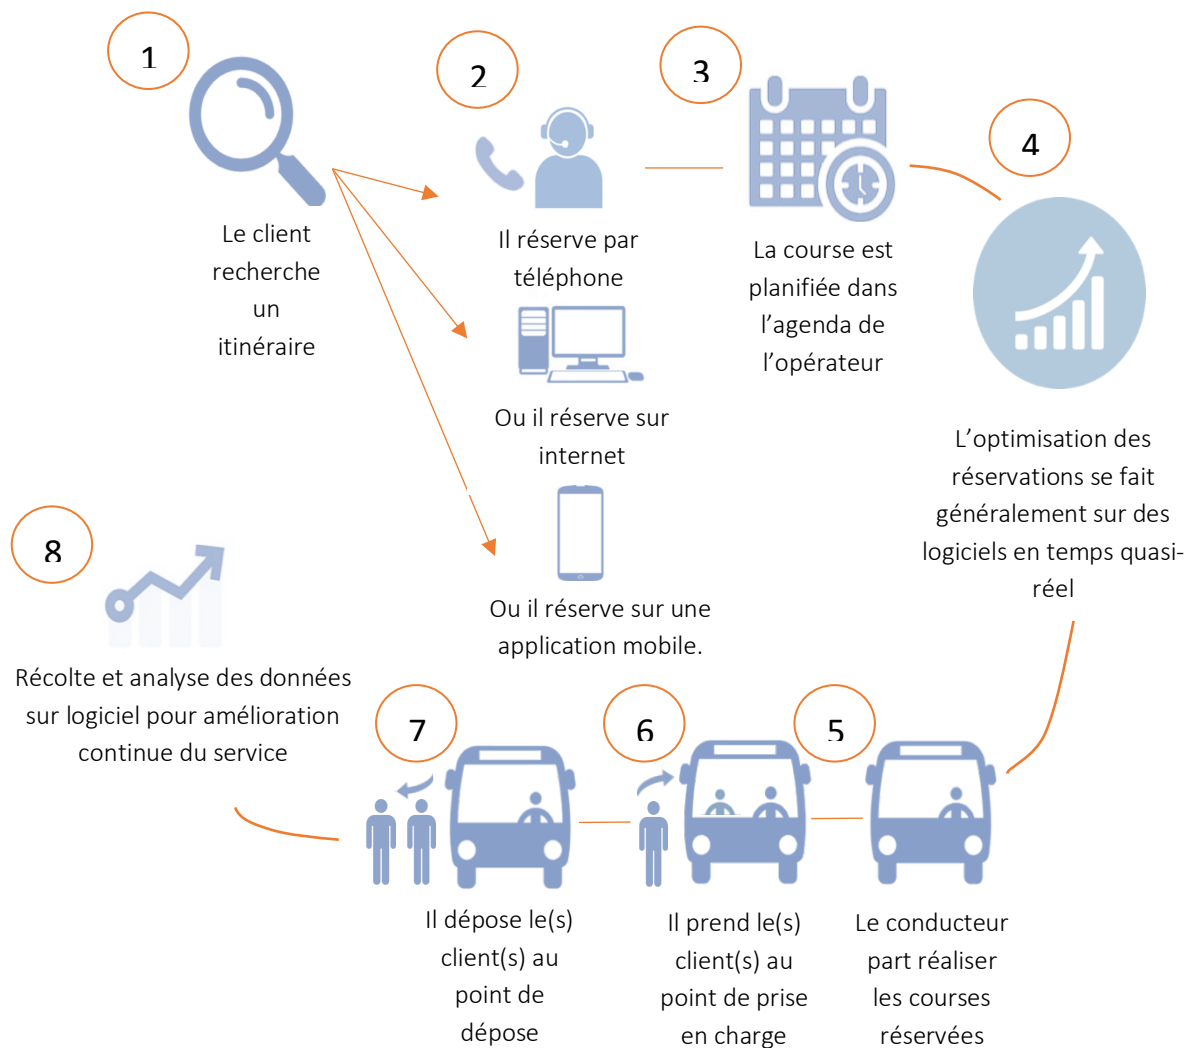 1
Le client
recherche
un
itinéraire
2
Il réserve par
téléphone
Ou il réserve sur
internet
Ou il réserve sur une
application mobile.
3
La course est
planifiée dans
l’agenda de
l’opérateur
4
L’optimisation des
réservations se fait
généralement sur des
logiciels en temps quasi-
réel
5
Le conducteur
part réaliser
les courses
réservées
6
Il prend le(s)
client(s) au
point de prise
en charge
7
Il dépose le(s)
client(s) au
point de
dépose
8
Récolte et analyse des données
sur logiciel pour amélioration
continue du service